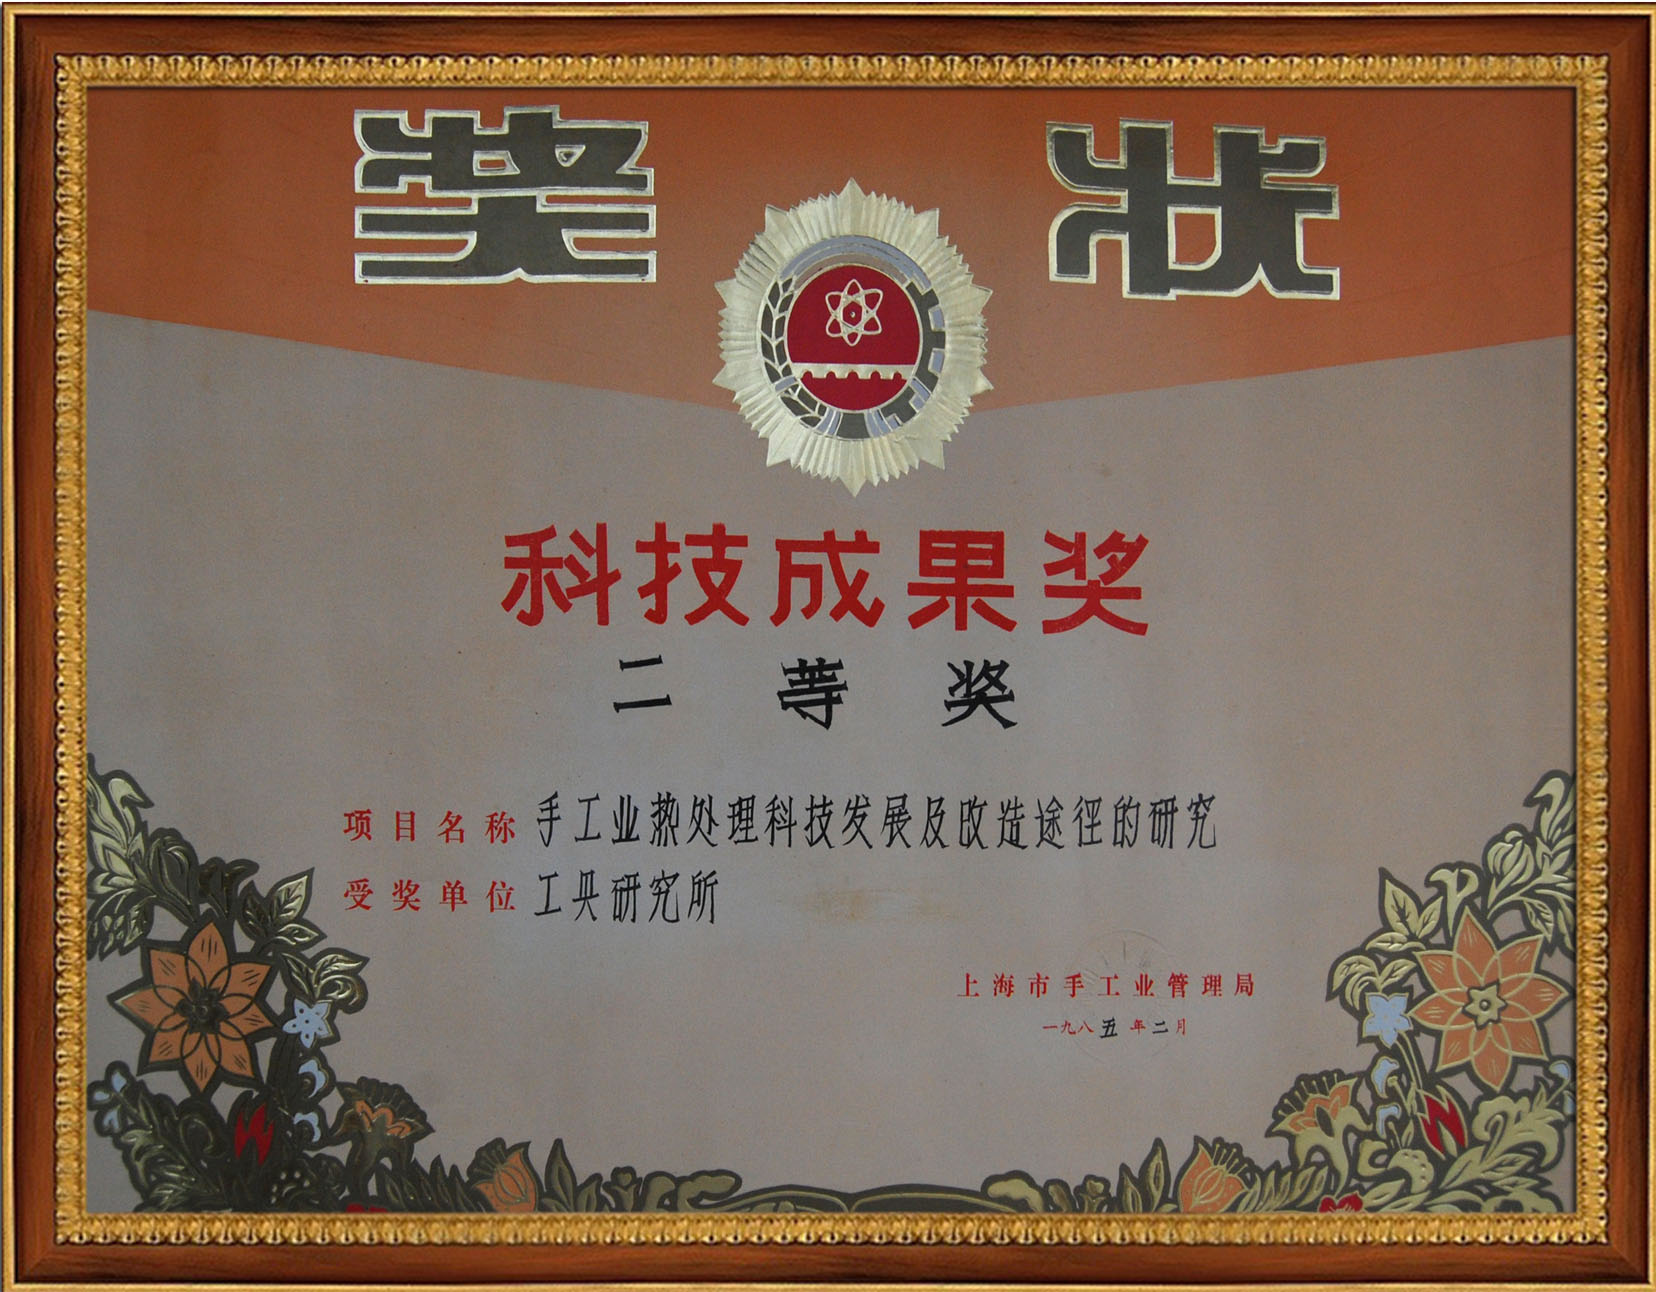 奖状
科技成果奖
二等奖
项目名称 手工业热处理科技发展及改造途径的研究
受奖单位 工具研究所
上海市手工业管理局
一九八五年二月